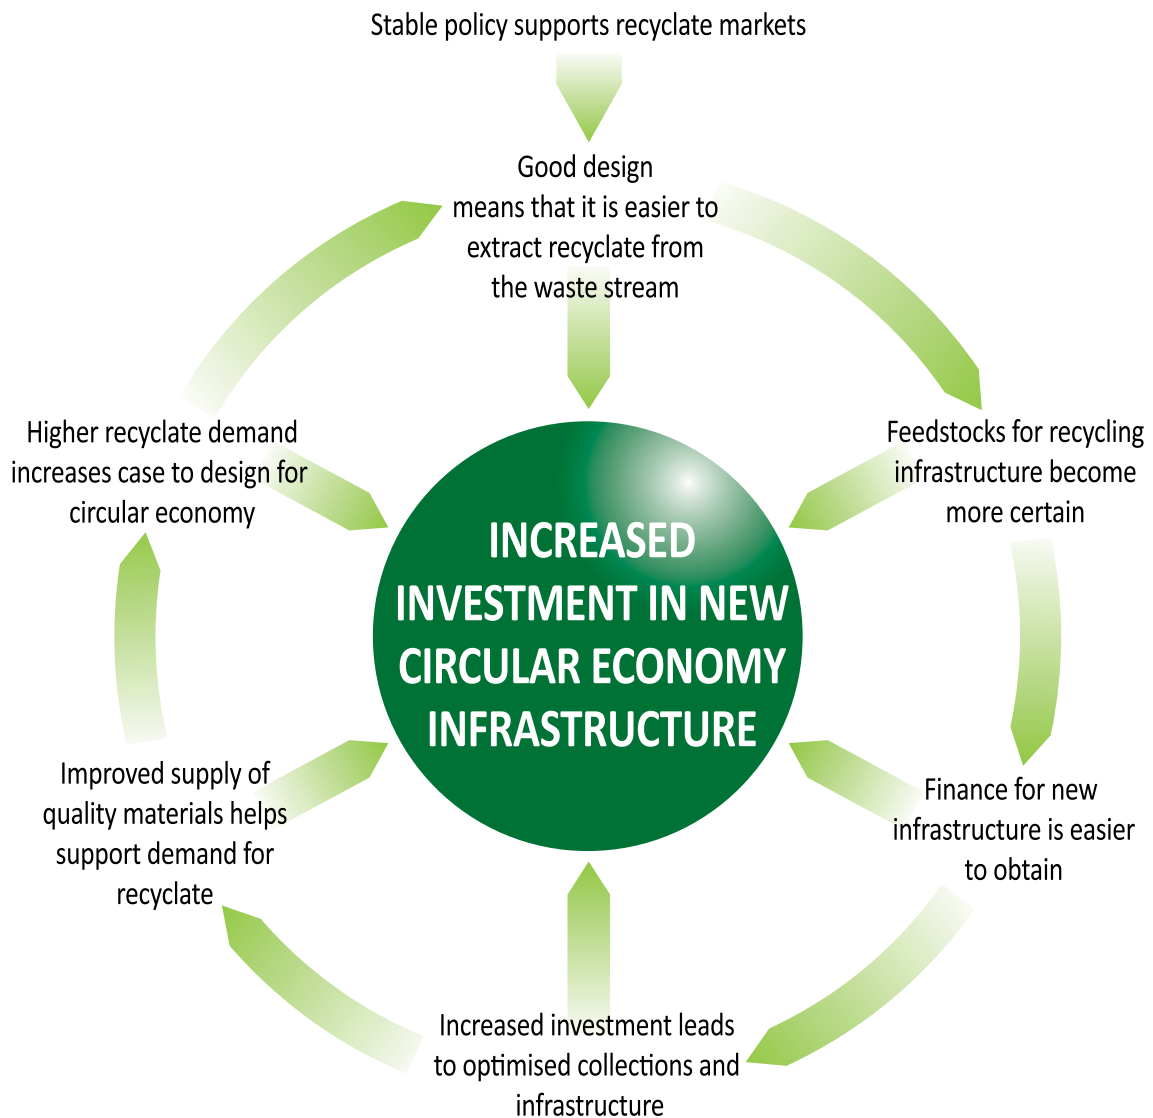 Stable policy supports recyclate markets
Good design
means that it is easier to
extract recyclate from
the waste stream
Feedstocks for recycling
infrastructure become
more certain
Finance for new
infrastructure is easier
to obtain
Increased investment leads
to optimised collections and
infrastructure
Improved supply of
quality materials helps
support demand for
recyclate
Higher recyclate demand
increases case to design for
circular economy
INCREASED
INVESTMENT IN NEW
CIRCULAR ECONOMY
INFRASTRUCTURE